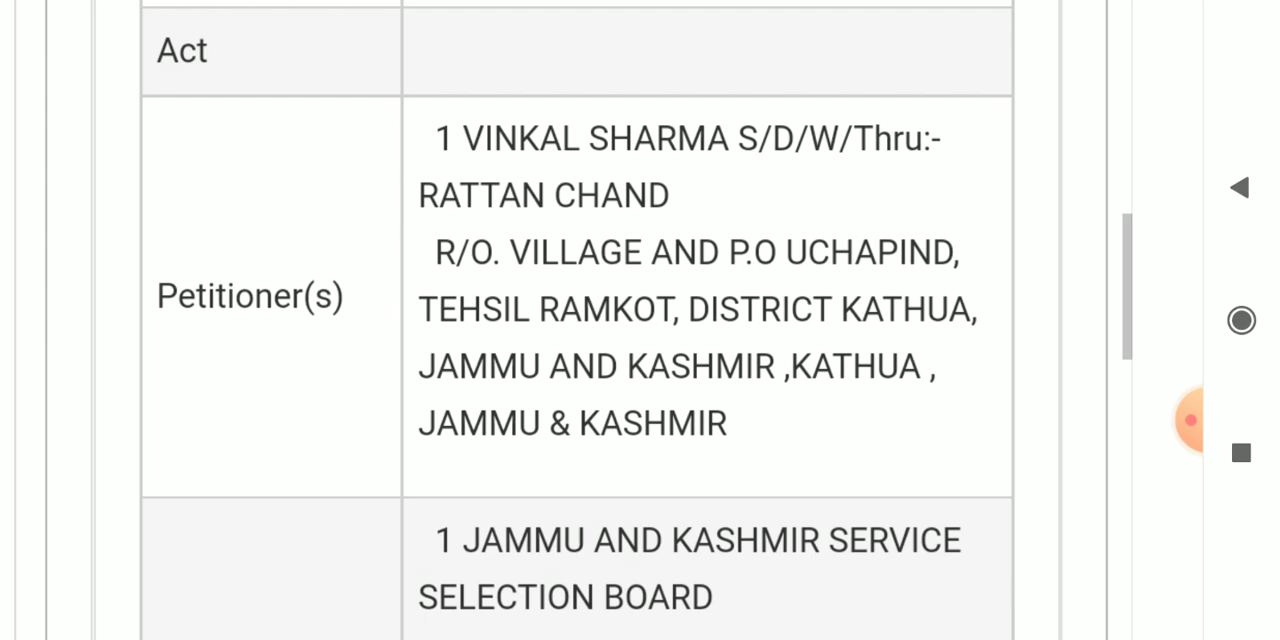 Act
1 VINKAL SHARMA S/D/W/Thru:-
RATTAN CHAND
R/O. VILLAGE AND P.O UCHAPIND,
Petitioner(s)
TEHSIL RAMKOT, DISTRICT KATHUA,
JAMMU AND KASHMIR ,KATHUA ,
JAMMU & KASHMIR
1 JAMMU AND KASHMIR SERVICE
SELECTION BOARD